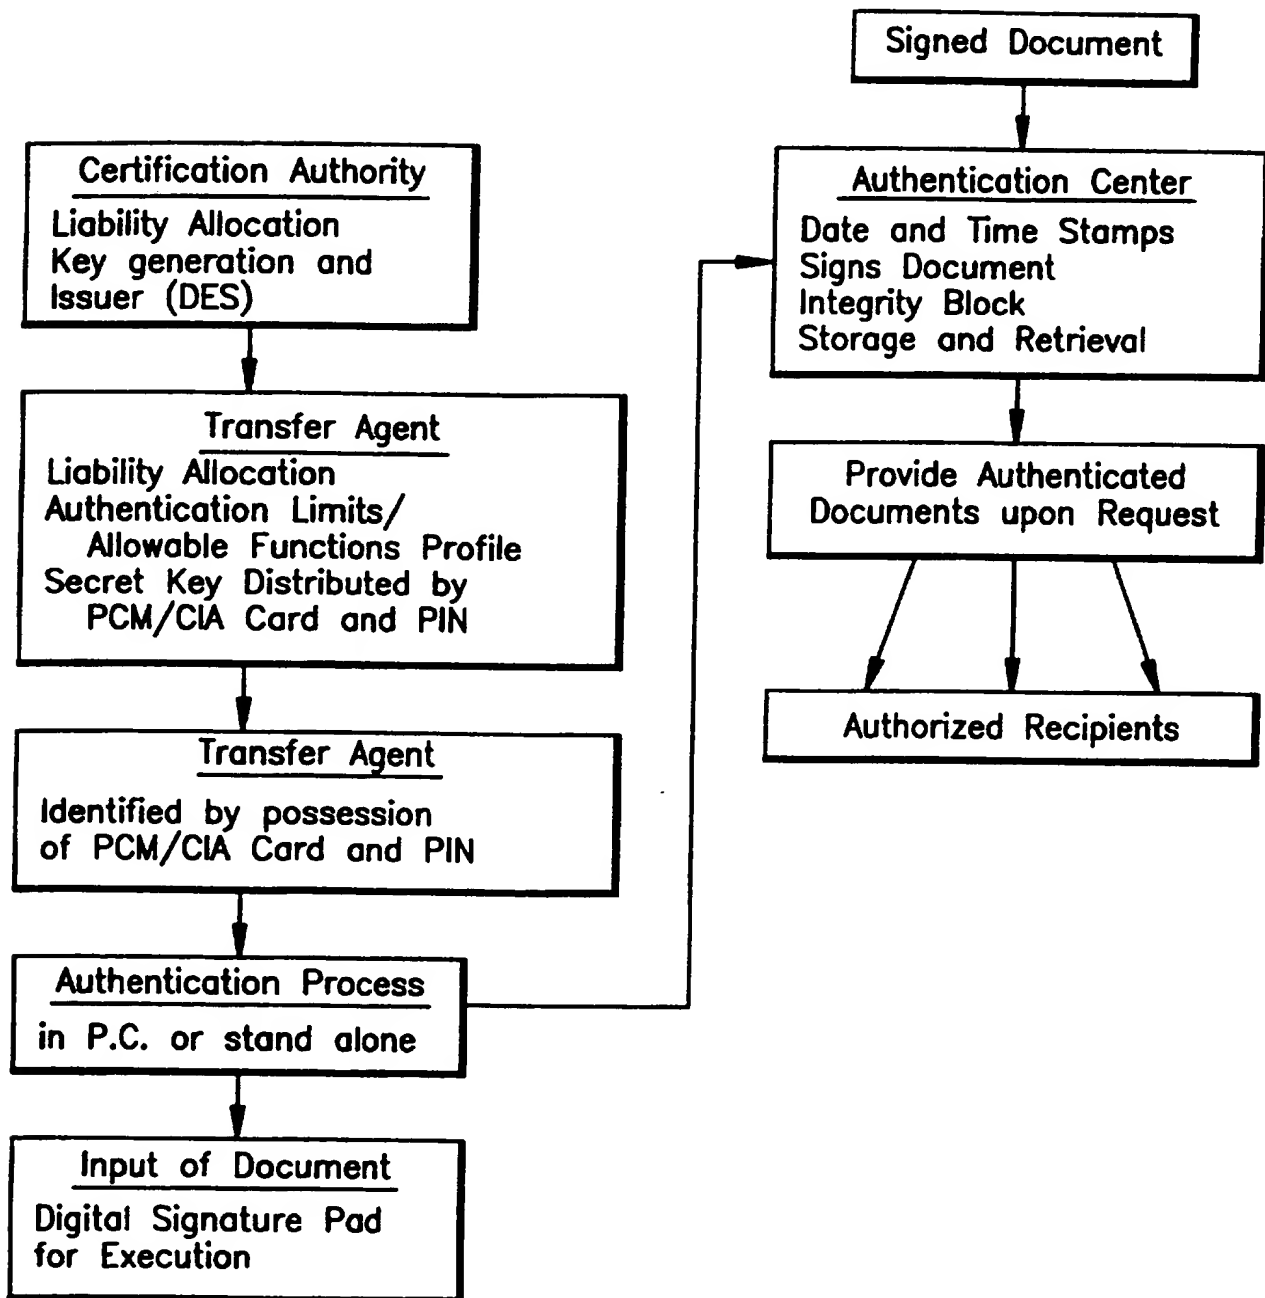 Certification Authority
Liability Allocation
Key generation and
Issuer (DES)
Transfer Agent
Liability Allocation
Authentication Limits/
Allowable Functions Profile
Secret Key Distributed by
PCM/CIA Card and PIN
Transfer Agent
Identified by possession
of PCM/CIA Card and PIN
Authentication Process
in P.C. or stand alone
Input of Document
Digital Signature Pad
for Execution
Signed Document
Authentication Center
Date and Time Stamps
Signs Document
Integrity Block
Storage and Retrieval
Provide Authenticated
Documents upon Request
Authorized Recipients